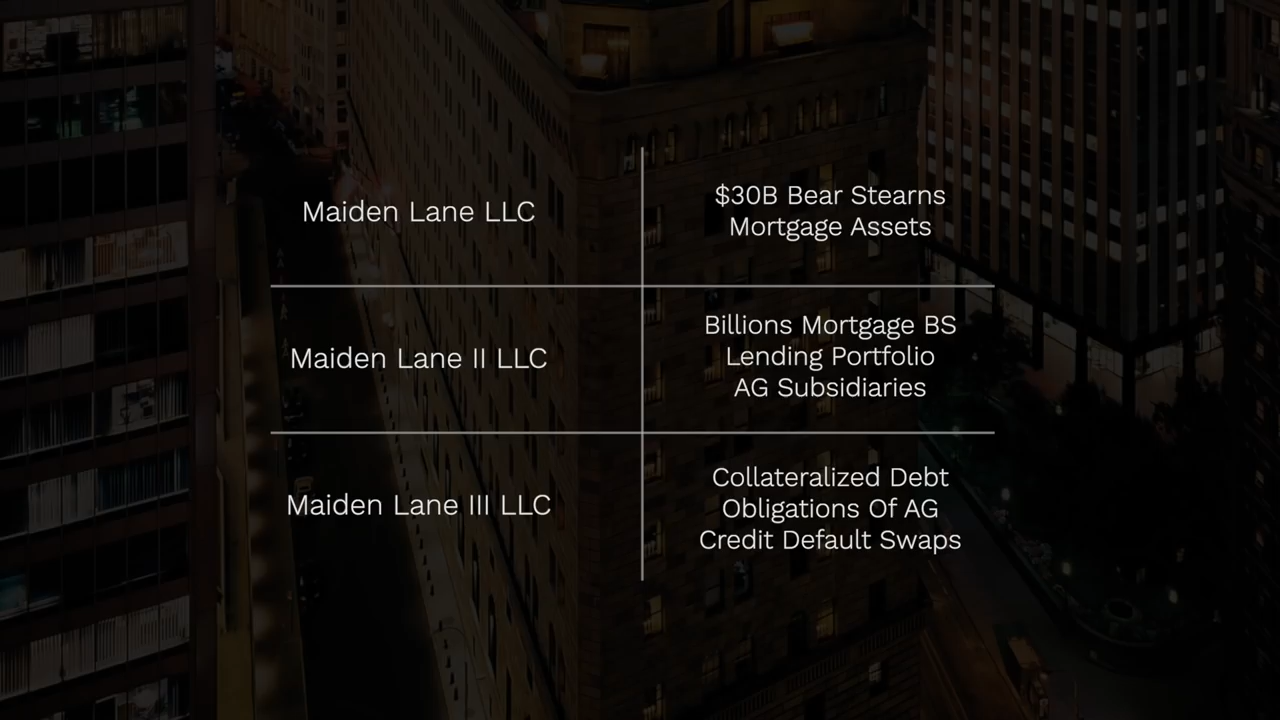 Maiden Lane LLC
$30B Bear Stearns
Mortgage Assets
Maiden Lane II LLC
Billions Mortgage BS
Lending Portfolio
AG Subsidiaries
Maiden Lane III LLC
Collateralized Debt
Obligations Of AG
Credit Default Swaps